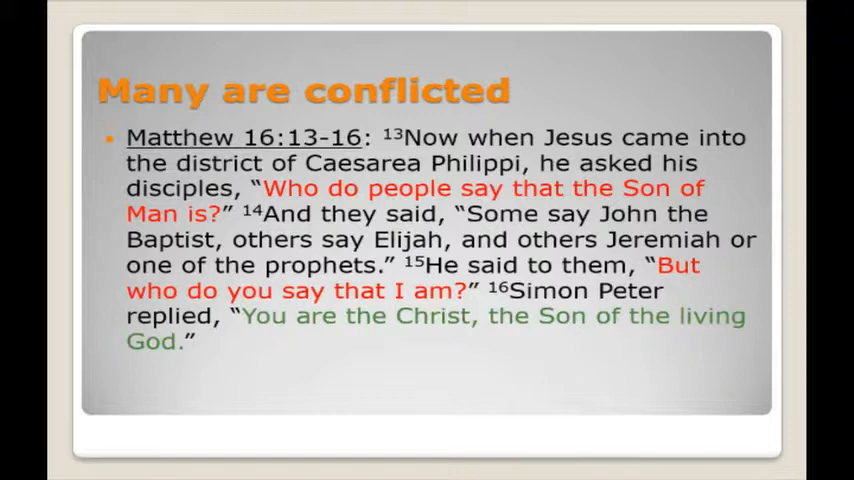 Many are conflicted
• Matthew 16:13-16: ¹³Now when Jesus came into
the district of Caesarea Philippi, he asked his
disciples, “Who do people say that the Son of
Man is?” ¹⁴And they said, “Some say John the
Baptist, others say Elijah, and others Jeremiah or
one of the prophets.” ¹⁵He said to them, “But
who do you say that I am?” ¹⁶Simon Peter
replied, “You are the Christ, the Son of the living
God.”